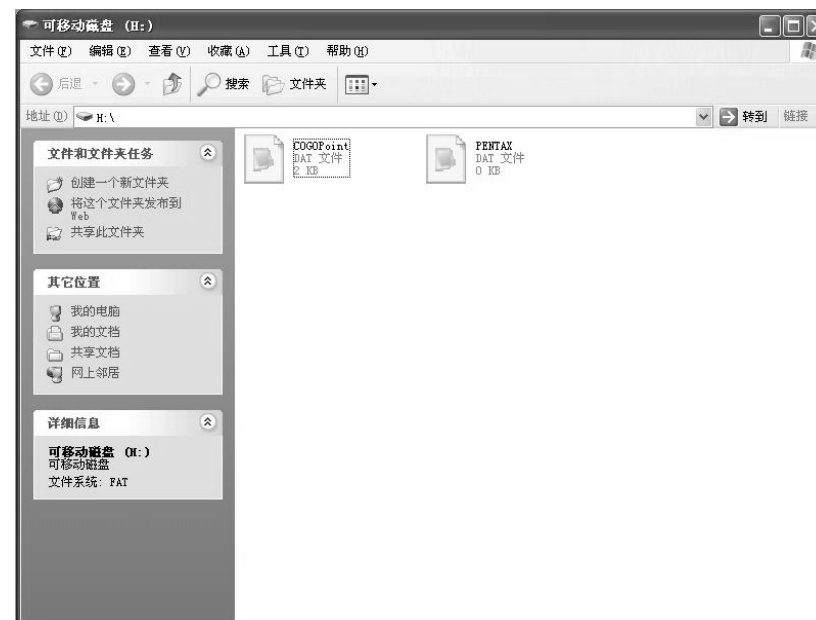 可移动磁盘 (H:)
文件(F) 编辑(E) 查看(V) 收藏(A) 工具(T) 帮助(H)
后退 搜索 文件夹
地址(D) H:\ 转到 链接
文件和文件夹任务
创建一个新文件夹
将这个文件夹发布到
Web
共享此文件夹
其它位置
我的电脑
我的文档
共享文档
网上邻居
详细信息
可移动磁盘 (H:)
可移动磁盘
文件系统: FAT
COGOPoint
DAT 文件
2 KB
PENTAX
DAT 文件
0 KB